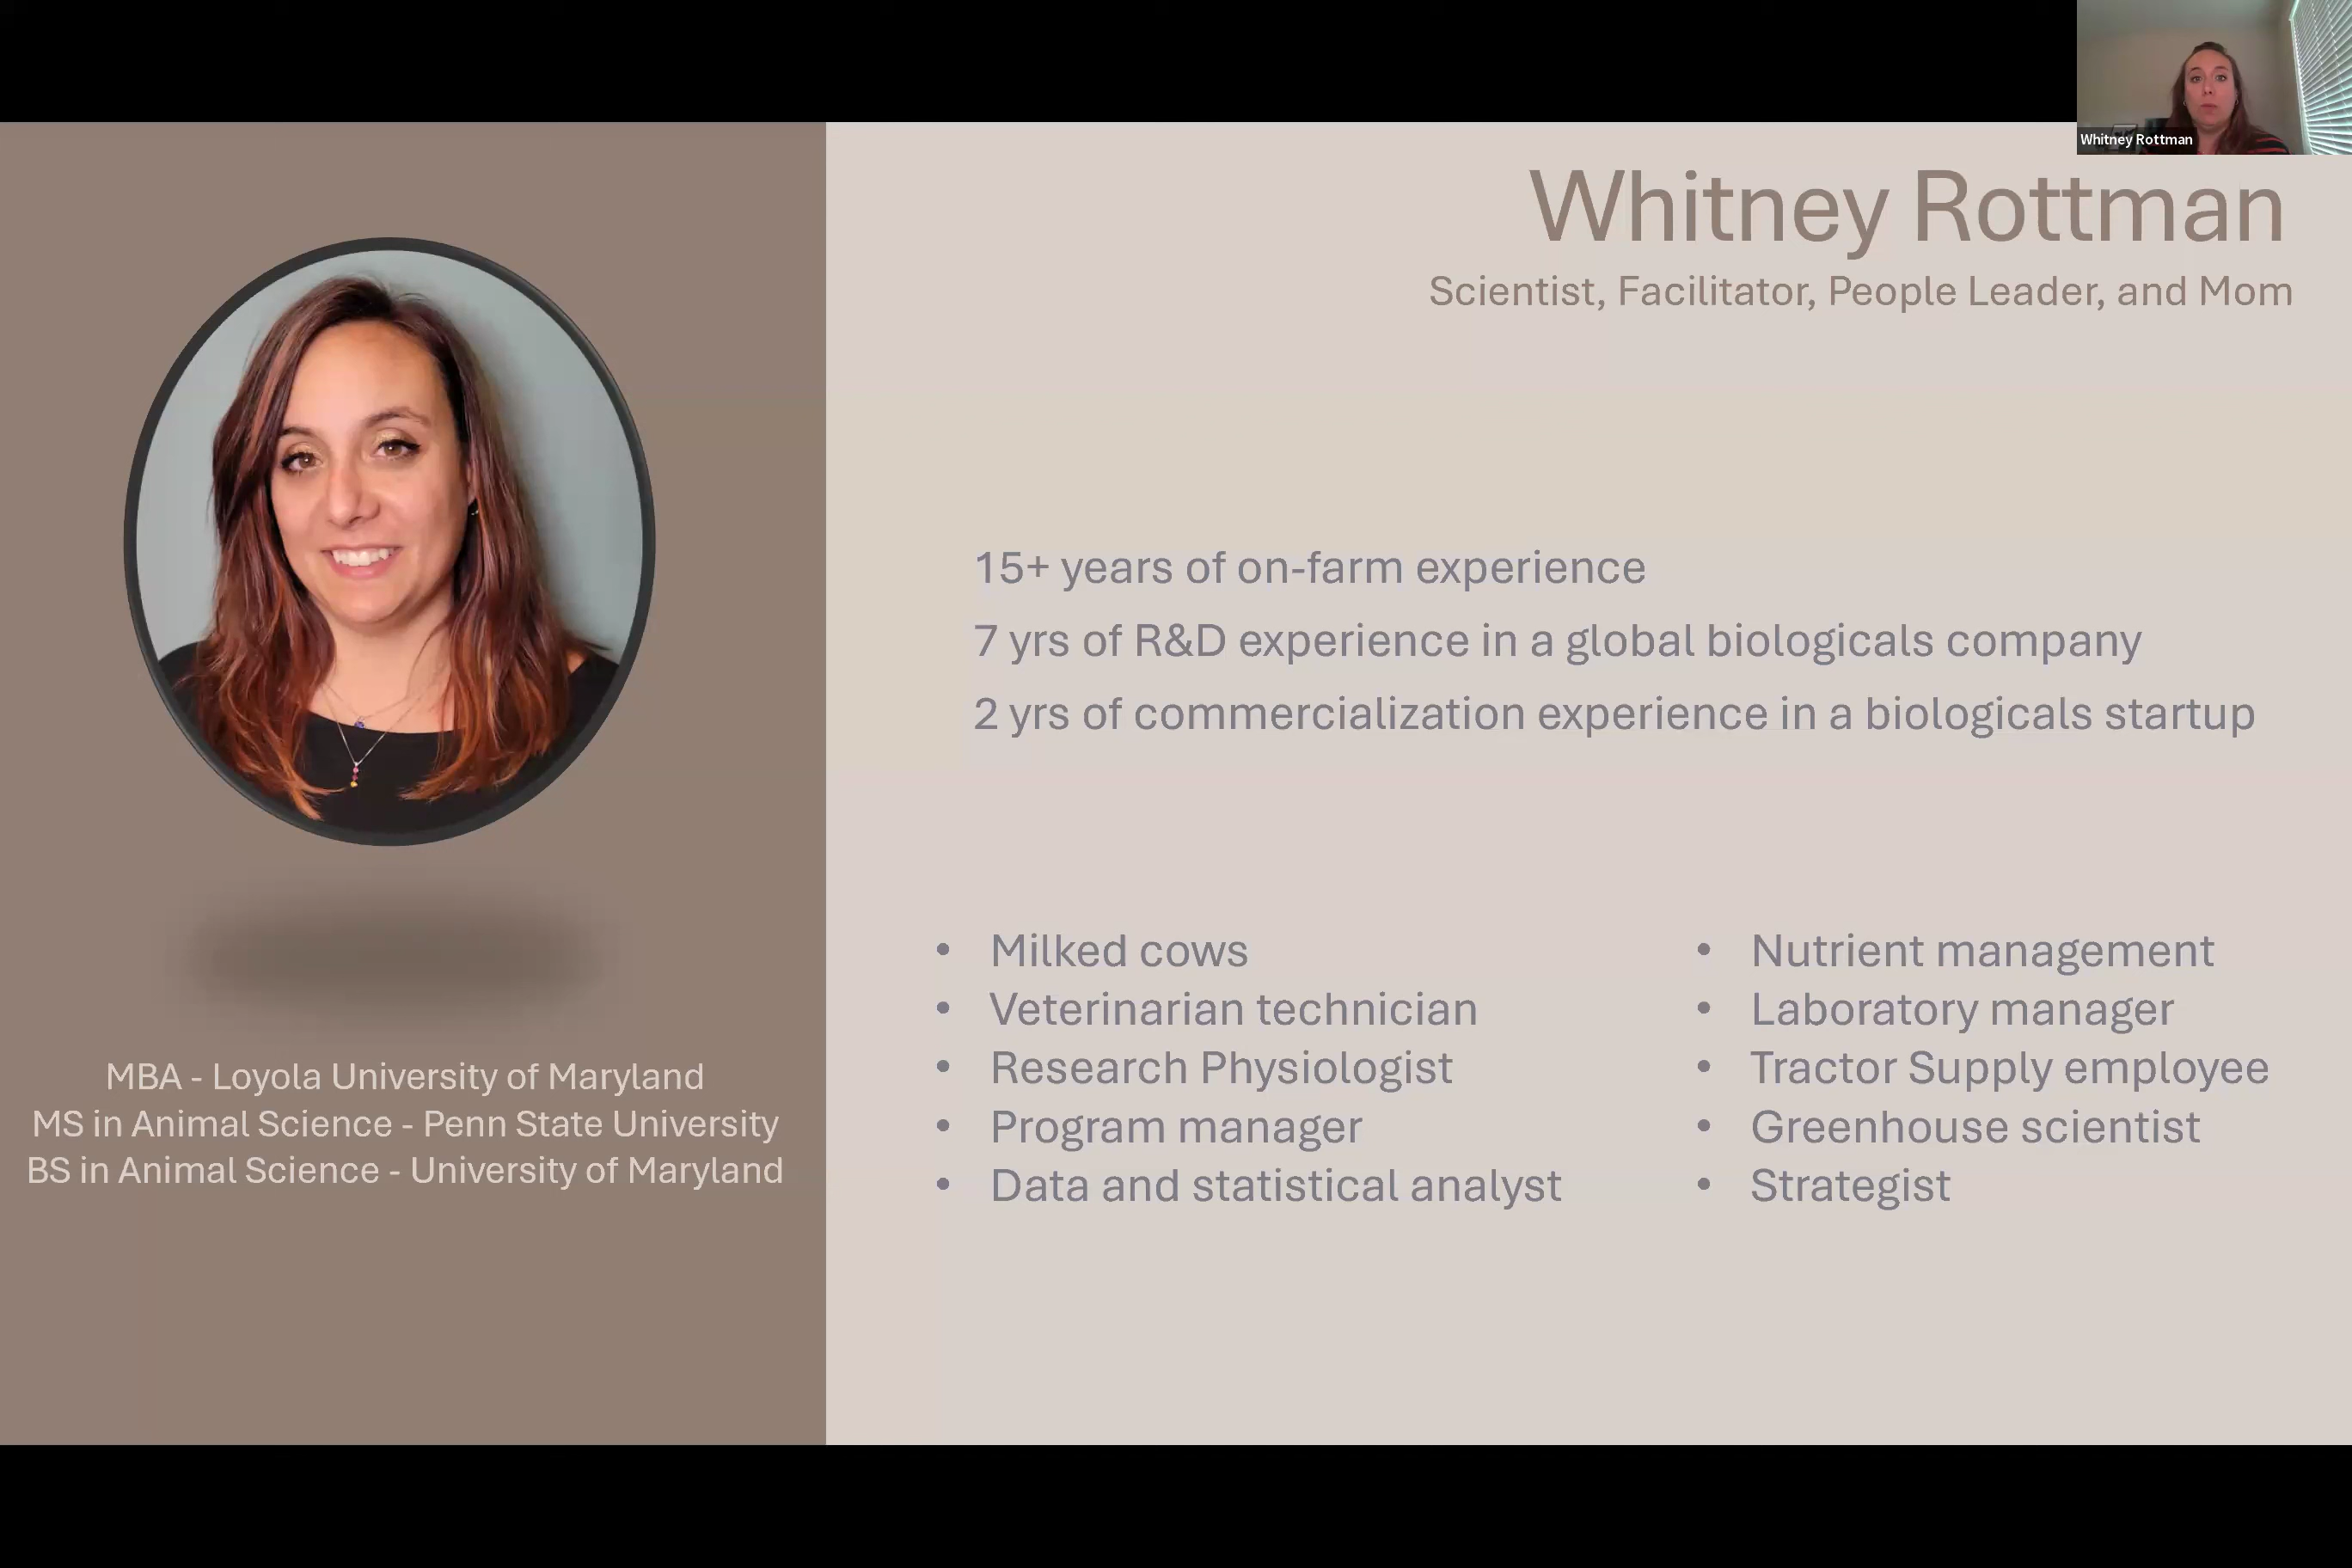 Whitney Rottman
Whitney Rottman
Scientist, Facilitator, People Leader, and Mom
15+ years of on-farm experience
7 yrs of R&D experience in a global biologicals company
2 yrs of commercialization experience in a biologicals startup
MBA - Loyola University of Maryland
MS in Animal Science - Penn State University
BS in Animal Science - University of Maryland
• Milked cows
• Veterinarian technician
• Research Physiologist
• Program manager
• Data and statistical analyst
• Nutrient management
• Laboratory manager
• Tractor Supply employee
• Greenhouse scientist
• Strategist